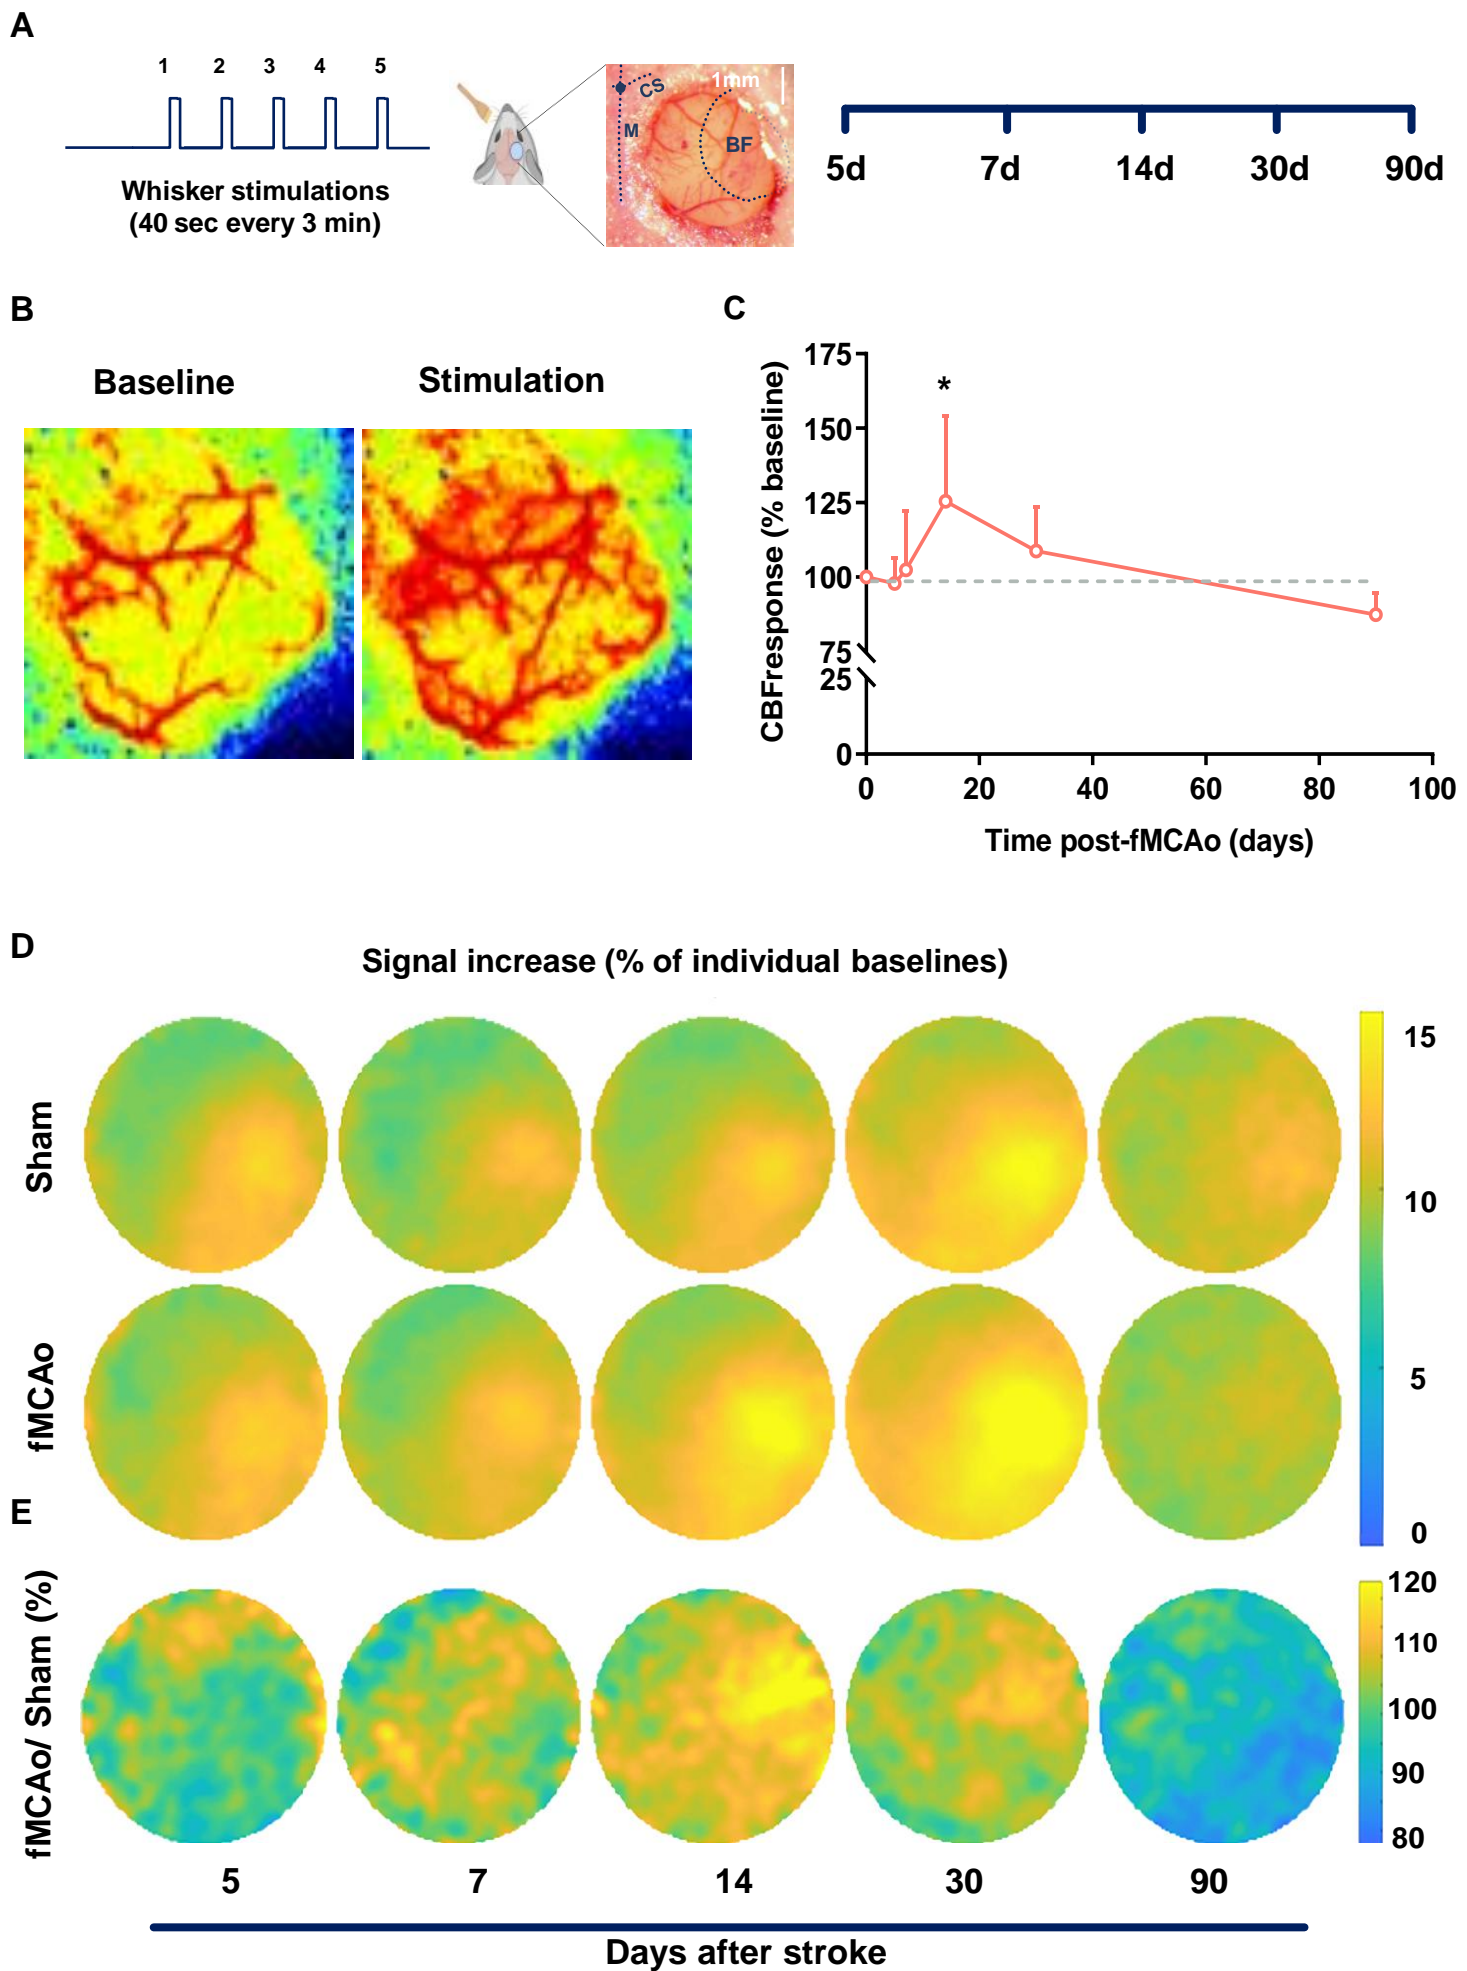 A
1 2 3 4 5
Whisker stimulations
(40 sec every 3 min)
1mm
CS
M
BF
5d 7d 14d 30d 90d
B
Baseline Stimulation
C
CBFresponse (% baseline)
175
150
125
100
75
25
0
*
0 20 40 60 80 100
Time post-fMCAo (days)
D
Signal increase (% of individual baselines)
Sham
fMCAo
15
10
5
0
E
fMCAo/ Sham (%)
120
110
100
90
80
5 7 14 30 90
Days after stroke